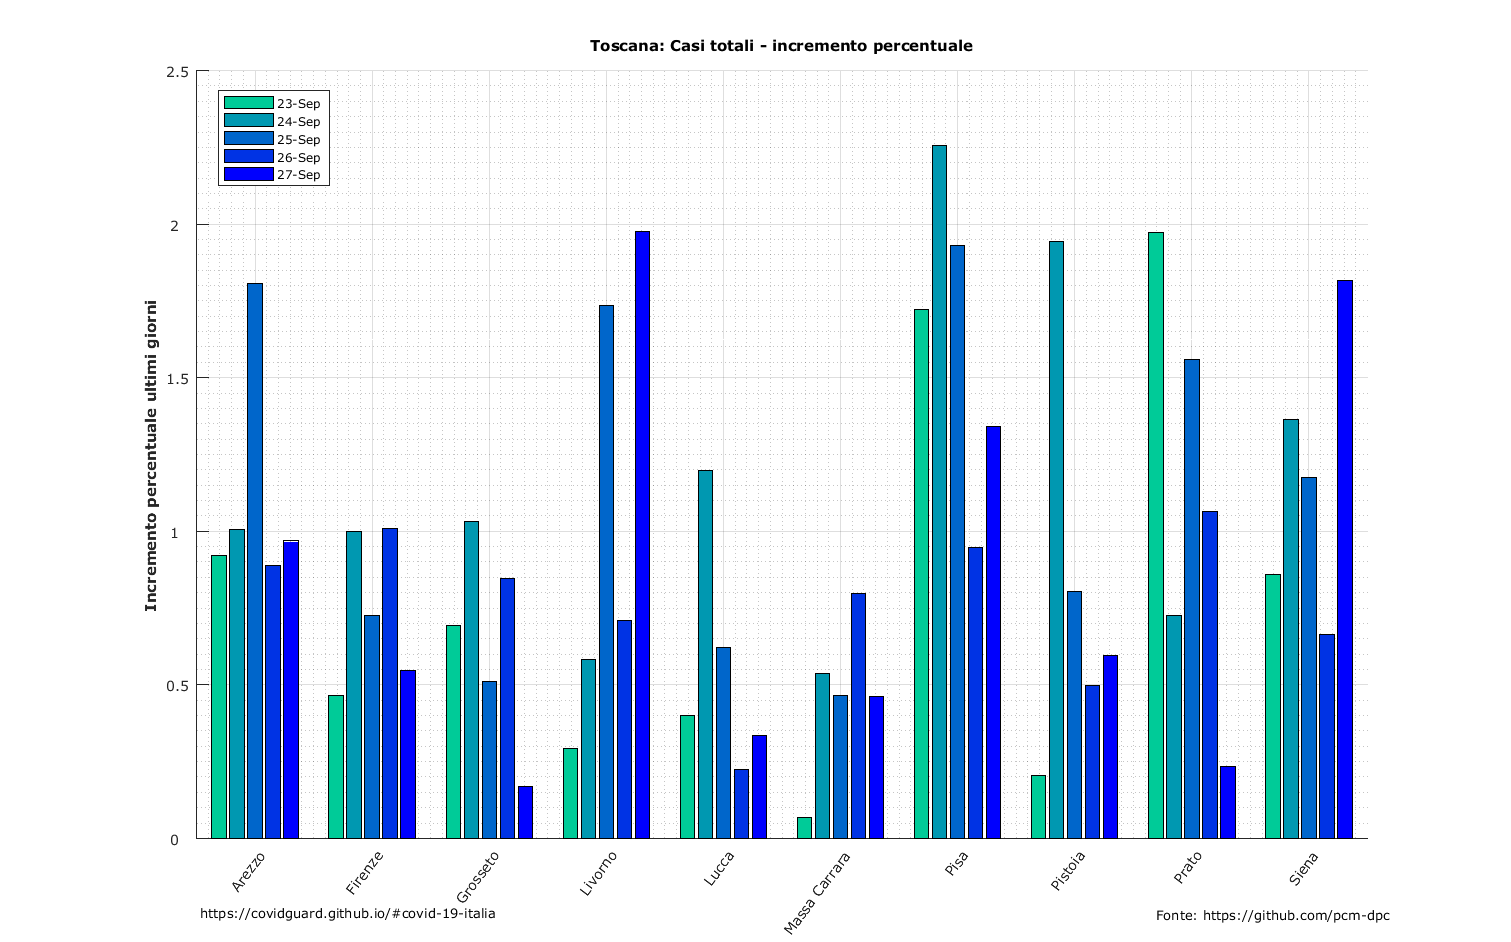 Toscana: Casi totali - incremento percentuale
Incremento percentuale ultimi giorni
2.5
2
1.5
1
0.5
0
23-Sep
24-Sep
25-Sep
26-Sep
27-Sep
Arezzo
Firenze
Grosseto
Livorno
Lucca
Massa Carrara
Pisa
Pistoia
Prato
Siena
https://covidguard.github.io/#covid-19-italia
Fonte: https://github.com/pcm-dpc